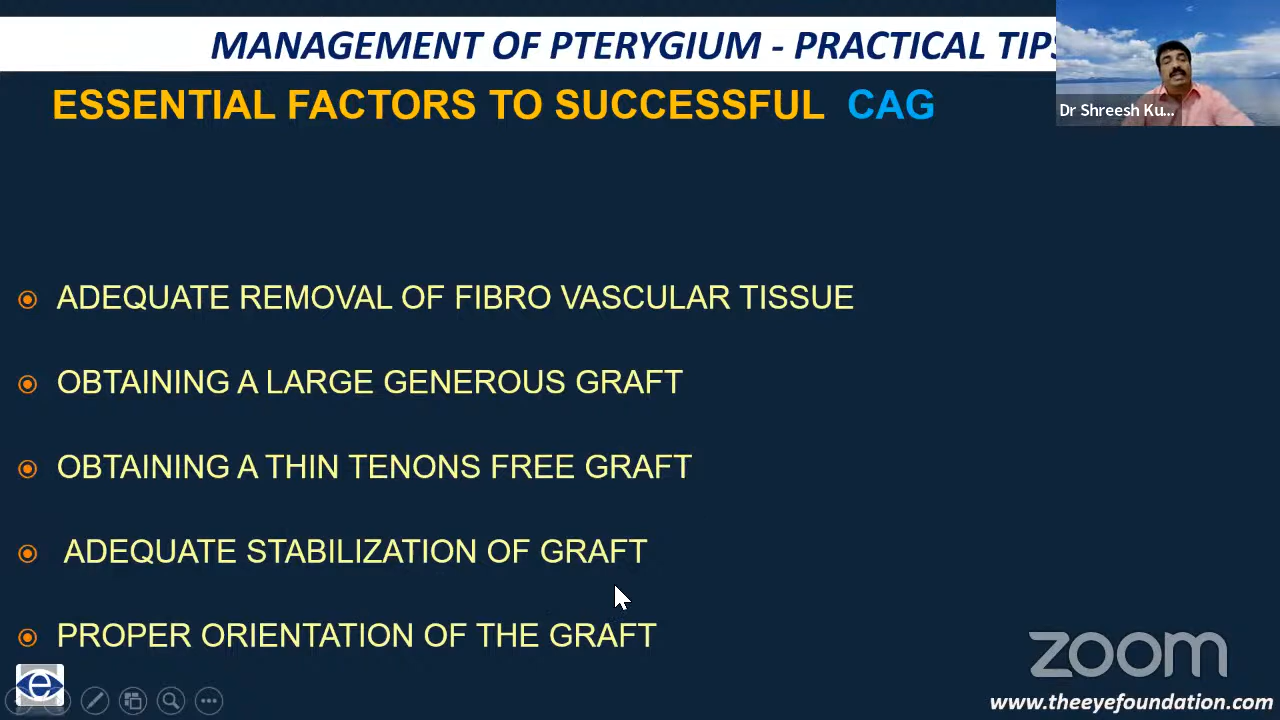 MANAGEMENT OF PTERYGIUM - PRACTICAL TIPS
ESSENTIAL FACTORS TO SUCCESSFUL CAG
Dr Shreesh Ku...
ADEQUATE REMOVAL OF FIBRO VASCULAR TISSUE
OBTAINING A LARGE GENEROUS GRAFT
OBTAINING A THIN TENONS FREE GRAFT
ADEQUATE STABILIZATION OF GRAFT
PROPER ORIENTATION OF THE GRAFT
zoom
e
www.theeyefoundation.com